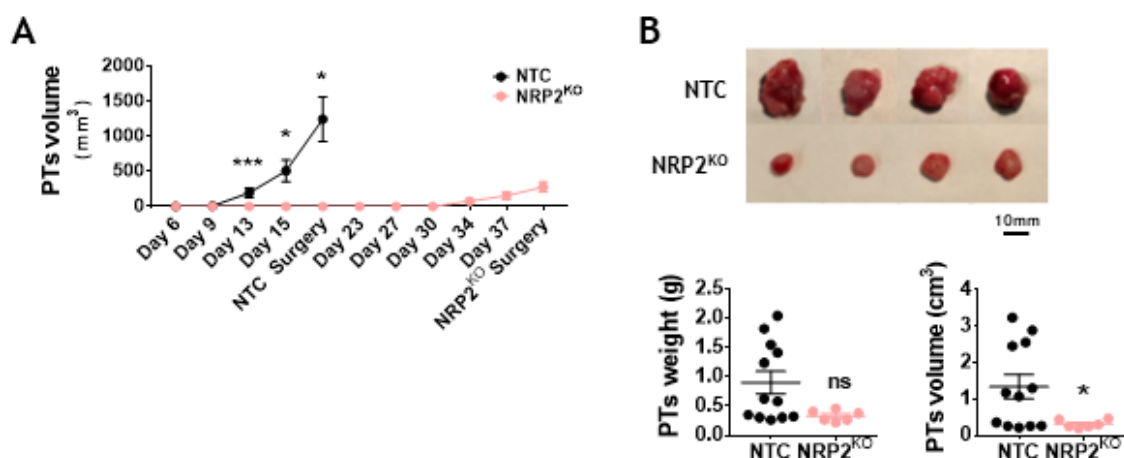 A
PTs volume
(mm³)
2000
1500
1000
500
0
***
*
*
NTC
NRP2ᴷᴼ
Day 6
Day 9
Day 13
Day 15
NTC Surgery
Day 23
Day 27
Day 30
Day 34
Day 37
NRP2ᴷᴼ Surgery
B
NTC
NRP2ᴷᴼ
10mm
PTs weight (g)
2.5
2.0
1.5
1.0
0.5
0.0
ns
NTC NRP2ᴷᴼ
PTs volume (cm³)
4
3
2
1
0
*
NTC NRP2ᴷᴼ